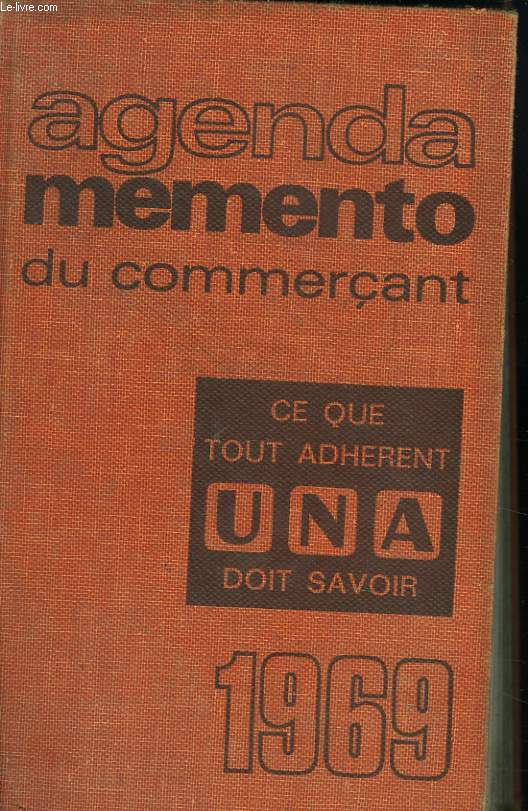 Le-livre.com
agenda
memento
du commerçant
CE QUE
TOUT ADHERENT
UNA
DOIT SAVOIR
1969